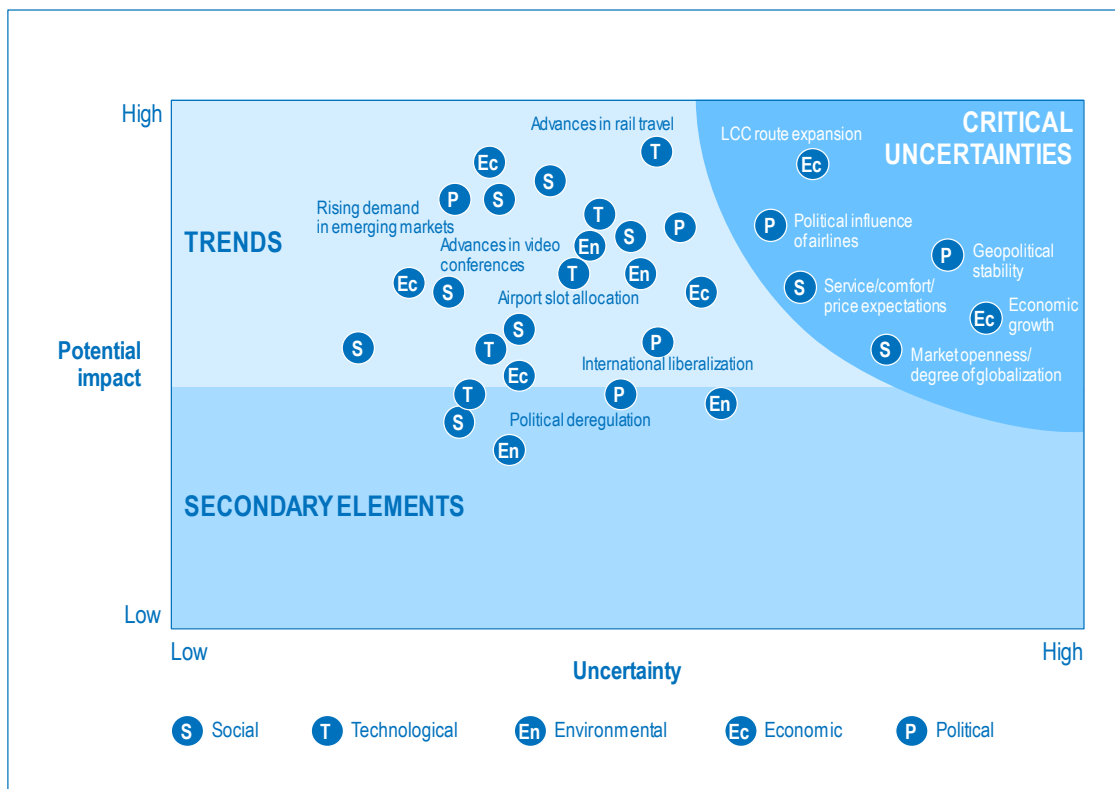 High
Advances in rail travel
LCC route expansion
CRITICAL
UNCERTAINTIES
T
Ec
Ec
S
P
S
Rising demand
in emerging markets
T
P
P
Political influence
of airlines
TRENDS
Advances in video
conferences
En
S
T
En
P
Geopolitical
stability
Ec
S
Airport slot allocation
Ec
S
Service/comfort/
price expectations
Ec
Economic
growth
S
Potential
impact
S
T
P
S
Market openness/
degree of globalization
International liberalization
Ec
T
P
En
S
Political deregulation
En
SECONDARY ELEMENTS
Low
Low
Uncertainty
High
S Social
T Technological
En Environmental
Ec Economic
P Political